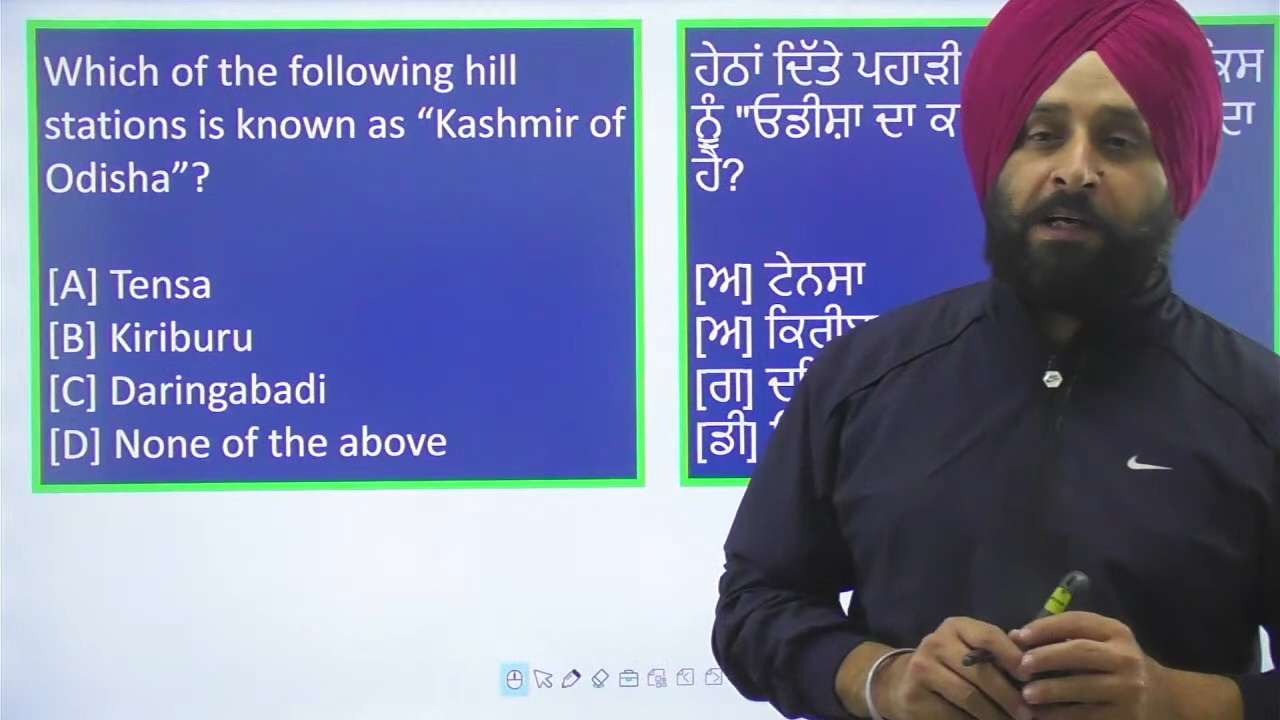 Which of the following hill
stations is known as “Kashmir of
Odisha”?
[A] Tensa
[B] Kiriburu
[C] Daringabadi
[D] None of the above
ਹੇਠਾਂ ਦਿੱਤੇ ਪਹਾੜੀ
ਨੂੰ "ਓਡੀਸ਼ਾ ਦਾ
ਹੈ?
[ਅ] ਟੇਨਸਾ
[ਅ]
[ਗ]
[ਡੀ]